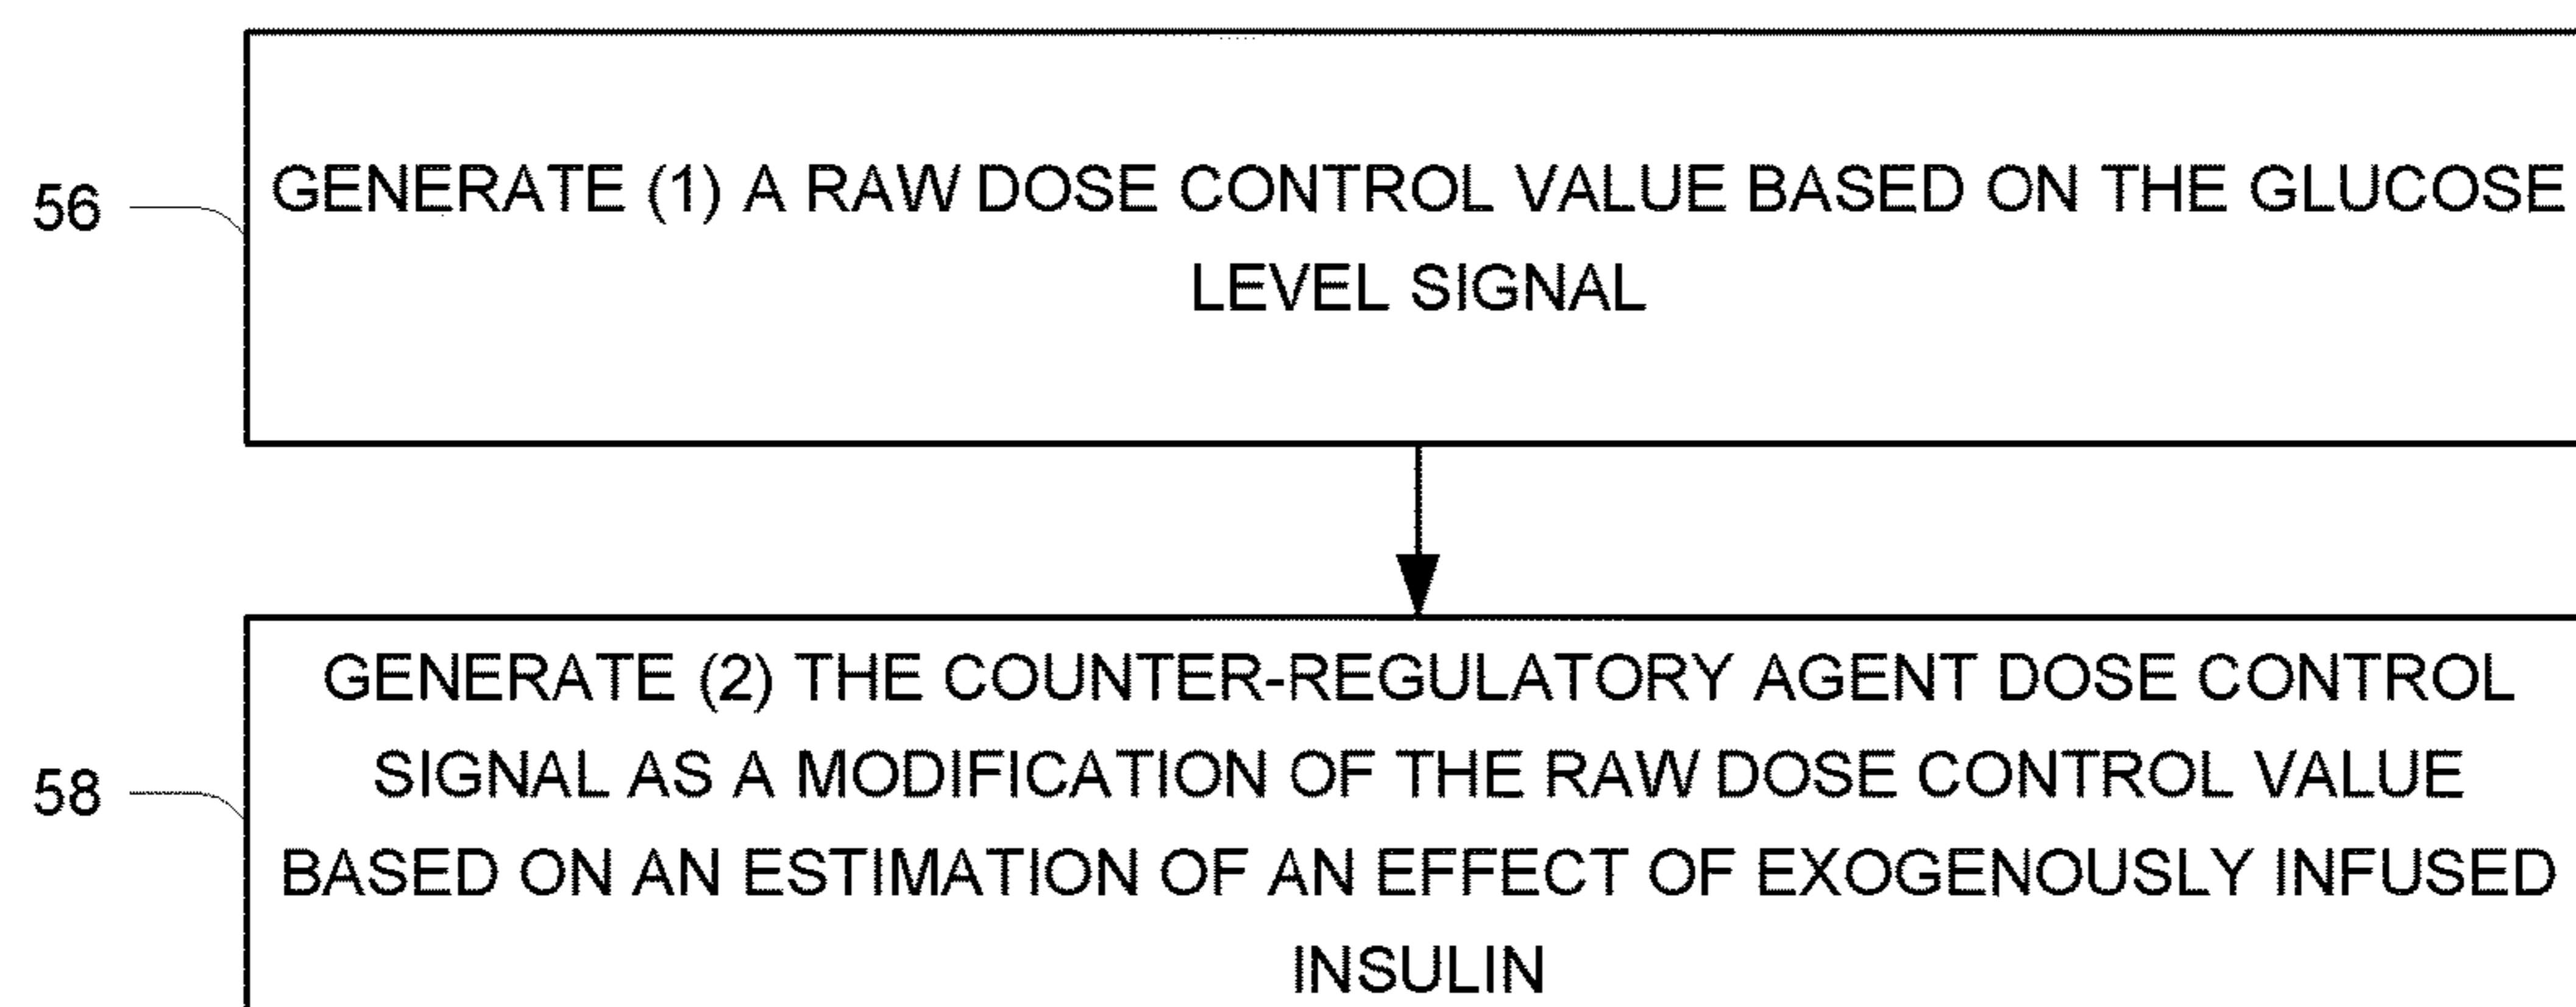 56
GENERATE (1) A RAW DOSE CONTROL VALUE BASED ON THE GLUCOSE
LEVEL SIGNAL
58
GENERATE (2) THE COUNTER-REGULATORY AGENT DOSE CONTROL
SIGNAL AS A MODIFICATION OF THE RAW DOSE CONTROL VALUE
BASED ON AN ESTIMATION OF AN EFFECT OF EXOGENOUSLY INFUSED
INSULIN